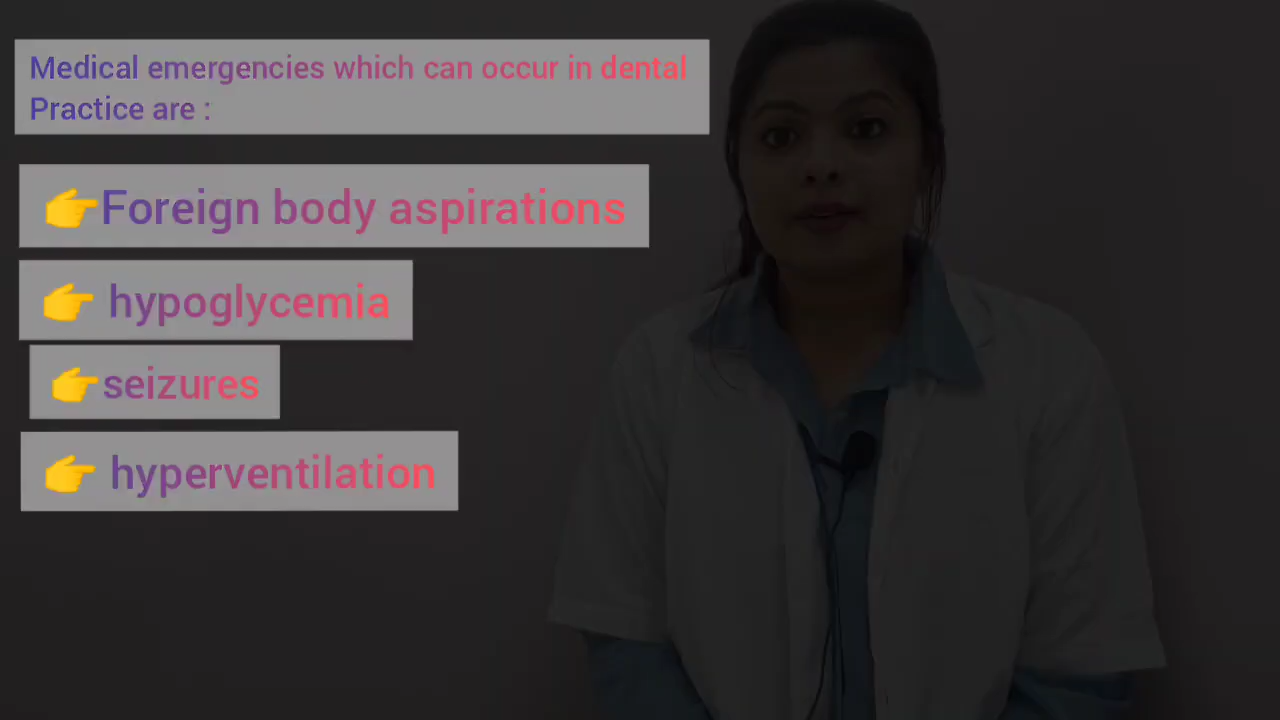 Medical emergencies which can occur in dental
Practice are :
👉Foreign body aspirations
👉 hypoglycemia
👉seizures
👉 hyperventilation